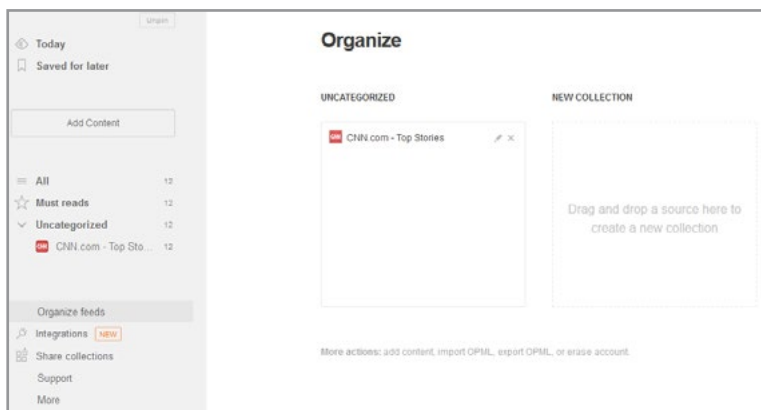 Unpin
Today
Saved for later
Add Content
All 12
Must reads 12
Uncategorized 12
CNN CNN.com - Top Sto... 12
Organize feeds
Integrations NEW
Share collections
Support
More
Organize
UNCATEGORIZED
CNN CNN.com - Top Stories
NEW COLLECTION
Drag and drop a source here to
create a new collection
More actions: add content, import OPML, export OPML, or erase account.